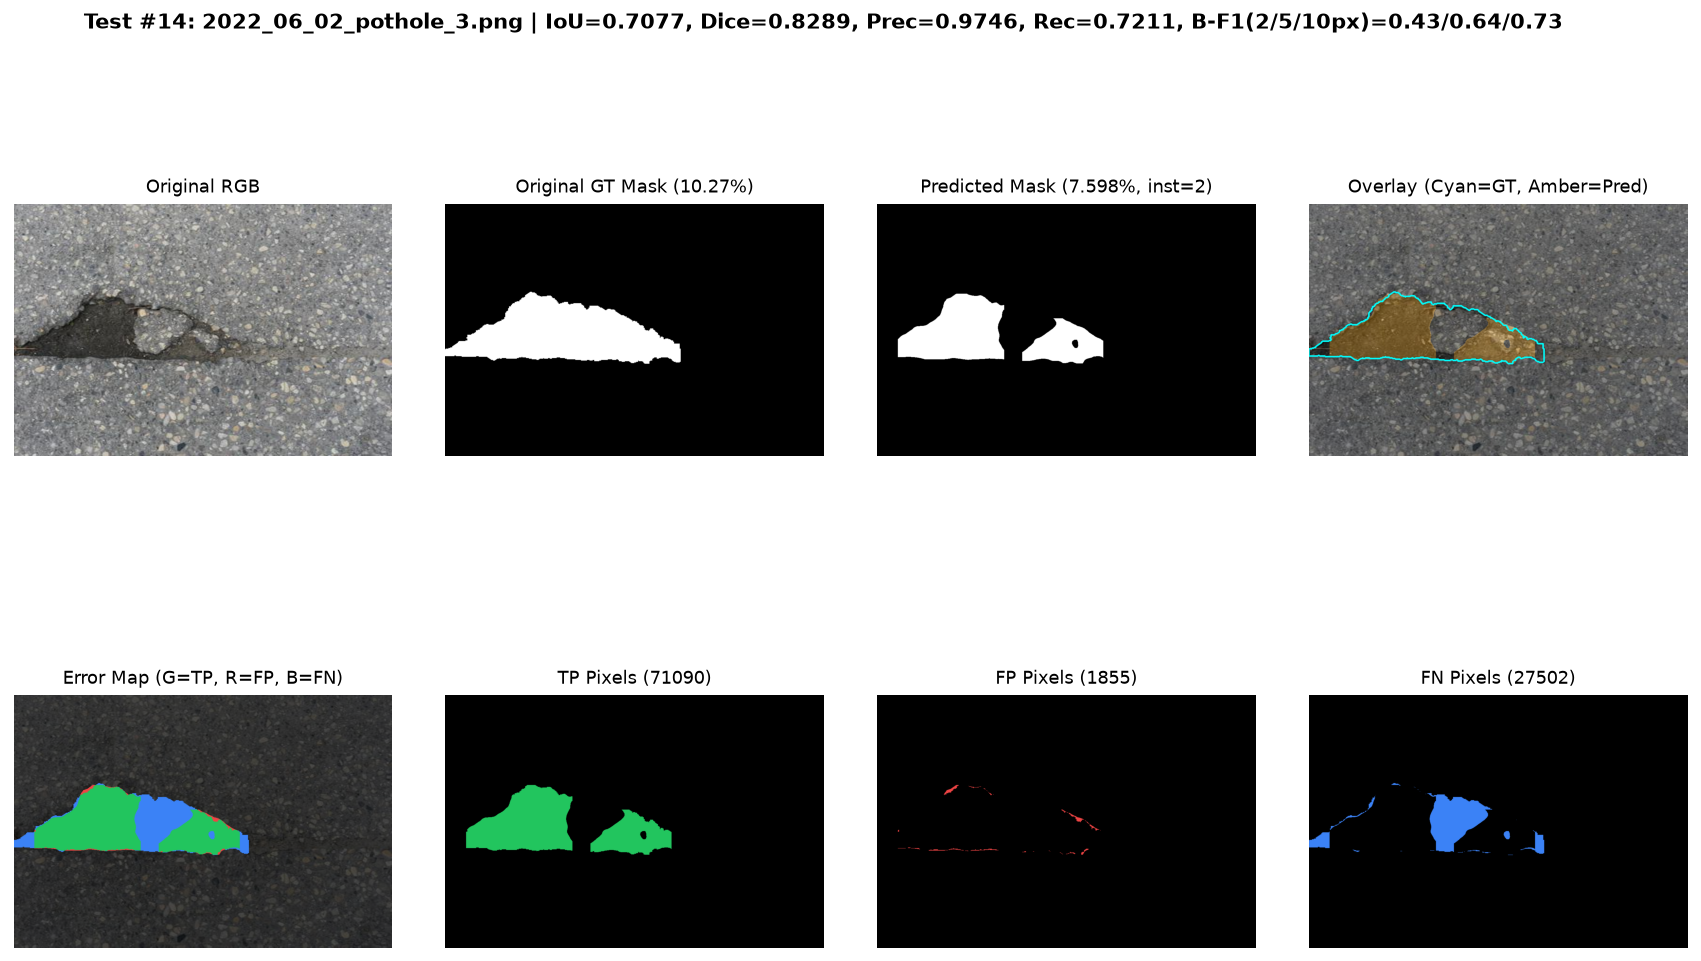 Test #14: 2022_06_02_pothole_3.png | IoU=0.7077, Dice=0.8289, Prec=0.9746, Rec=0.7211, B-F1(2/5/10px)=0.43/0.64/0.73
Original RGB
Original GT Mask (10.27%)
Predicted Mask (7.598%, inst=2)
Overlay (Cyan=GT, Amber=Pred)
Error Map (G=TP, R=FP, B=FN)
TP Pixels (71090)
FP Pixels (1855)
FN Pixels (27502)